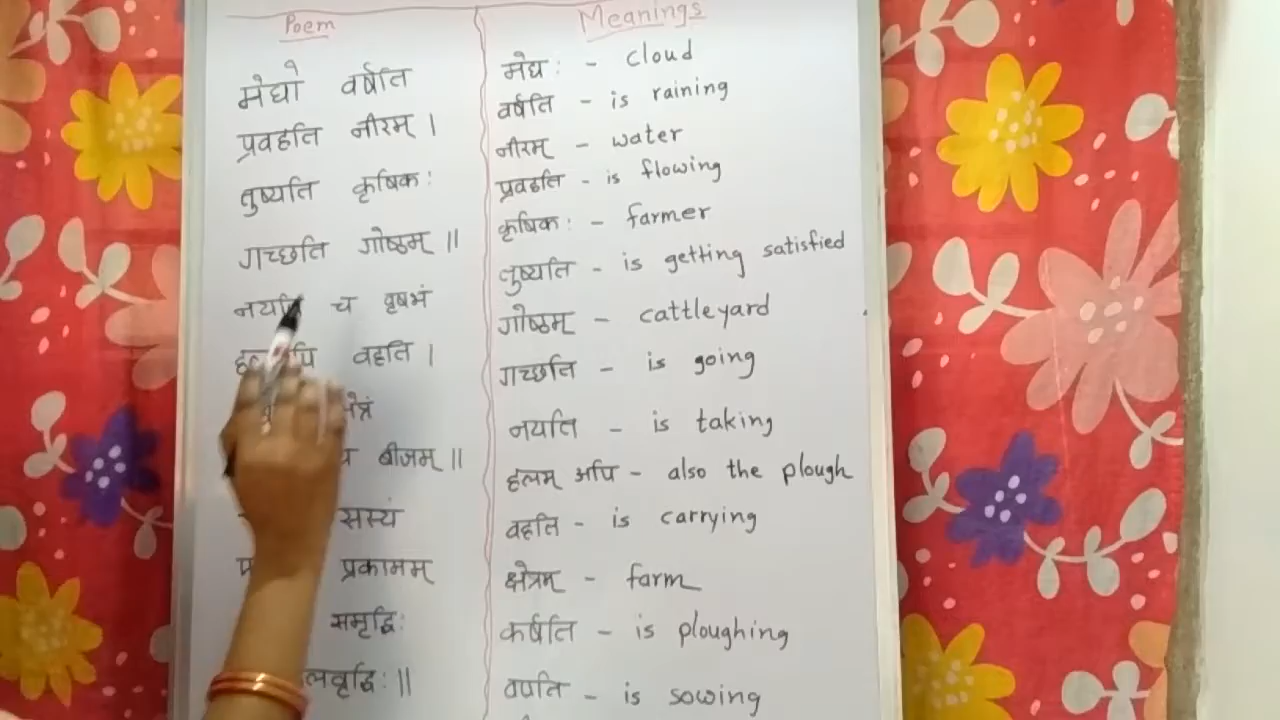 Poem
मेघो वर्षति
प्रवहति नीरम् ।
तुष्यति कृषिकः
गच्छति गोष्ठम् ॥
च वृषभं
वहति ।
बीजम् ॥
सस्यं
प्रकामम्
समृद्धिः
Meanings
मेघः - cloud
वर्षति - is raining
नीरम् - water
प्रवहति - is flowing
कृषिकः - farmer
तुष्यति - is getting satisfied
गोष्ठम् - cattleyard
गच्छति - is going
नयति - is taking
हलम् अपि - also the plough
वहति - is carrying
क्षेत्रम् - farm
कर्षति - is ploughing
वपति - is sowing